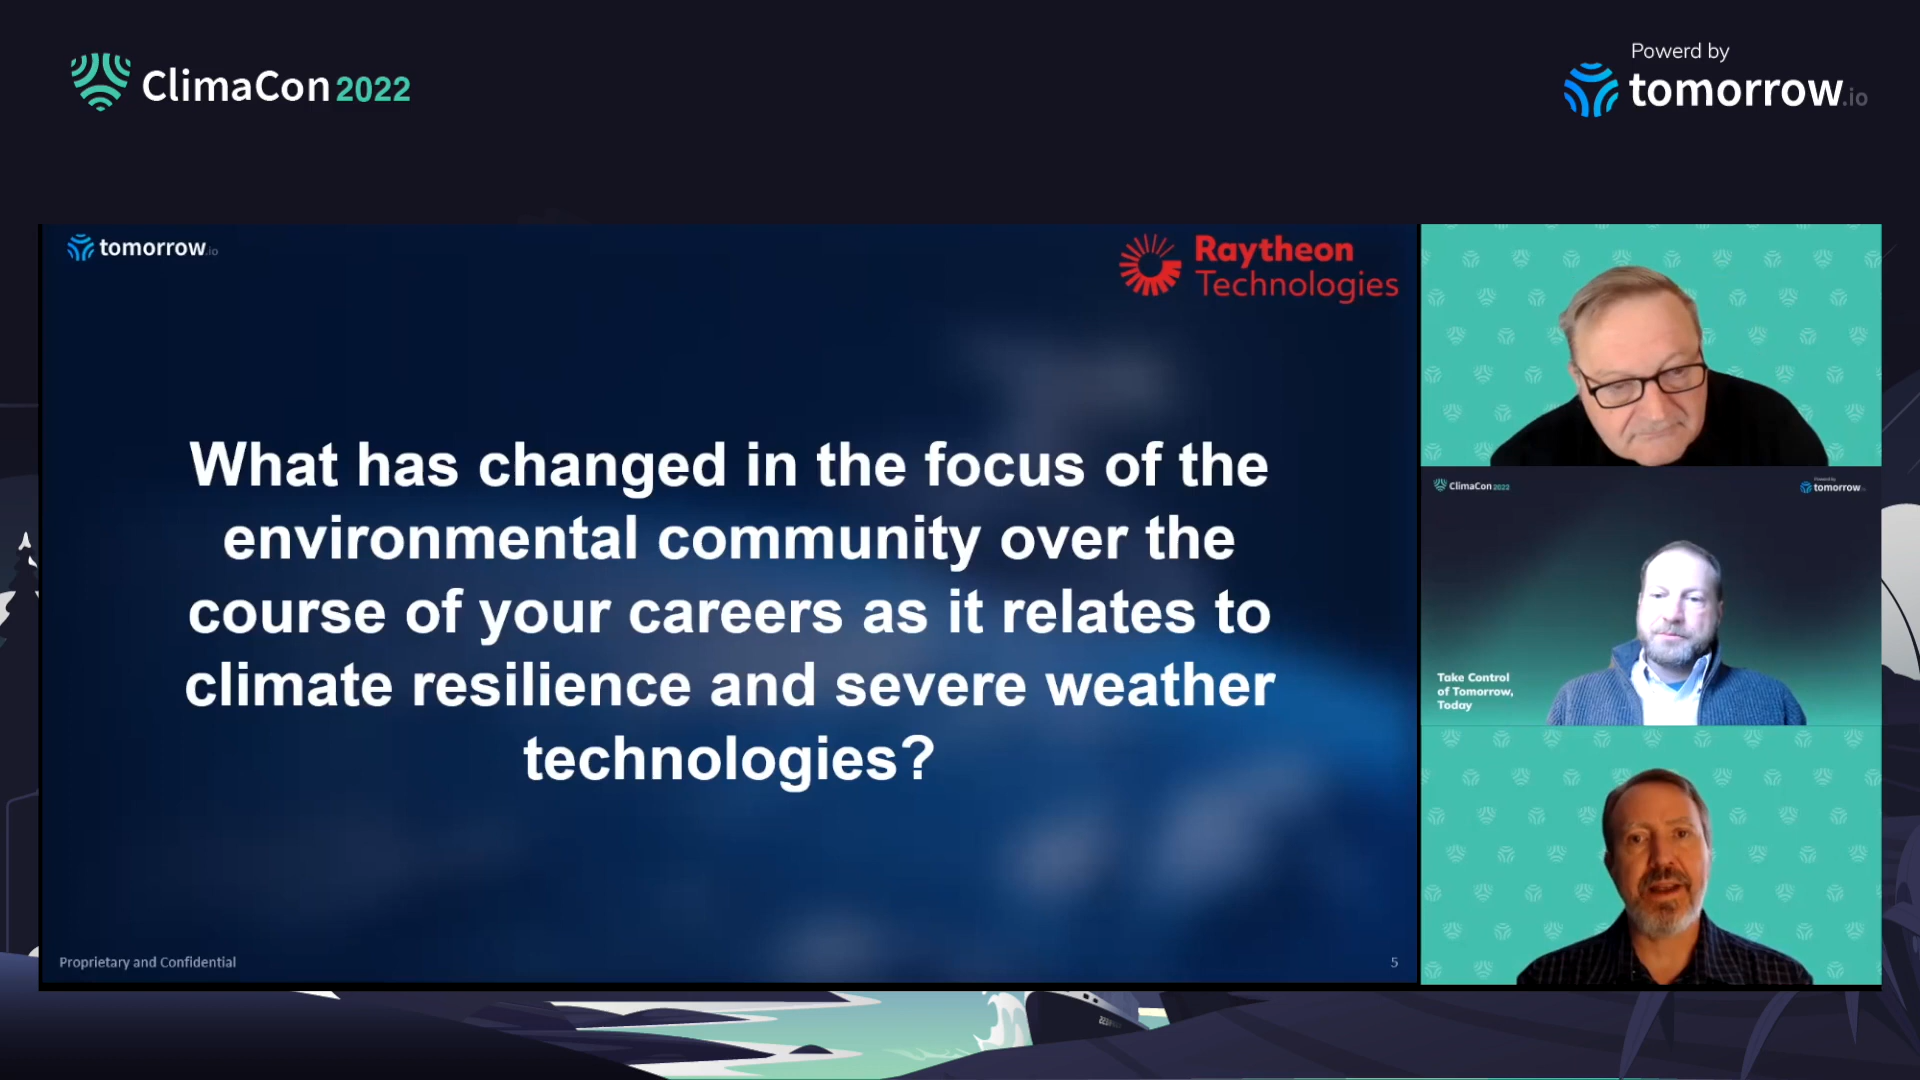 ClimaCon 2022
Powerd by
tomorrow.io
tomorrow.io
Raytheon
Technologies
What has changed in the focus of the
environmental community over the
course of your careers as it relates to
climate resilience and severe weather
technologies?
Proprietary and Confidential
5
ClimaCon 2022
tomorrow
Take Control
of Tomorrow,
Today